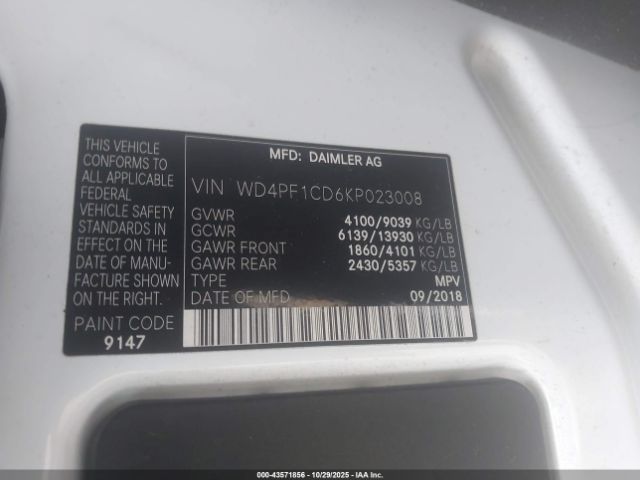 THIS VEHICLE
CONFORMS TO
ALL APPLICABLE
FEDERAL
VEHICLE SAFETY
STANDARDS IN
EFFECT ON THE
DATE OF MANU-
FACTURE SHOWN
ON THE RIGHT.
PAINT CODE
9147
MFD: DAIMLER AG
VIN WD4PF1CD6KP023008
GVWR 4100/9039 KG/LB
GCWR 6139/13930 KG/LB
GAWR FRONT 1860/4101 KG/LB
GAWR REAR 2430/5357 KG/LB
TYPE MPV
DATE OF MFD 09/2018
000-43571856 | 10/29/2025 | IAA, Inc.